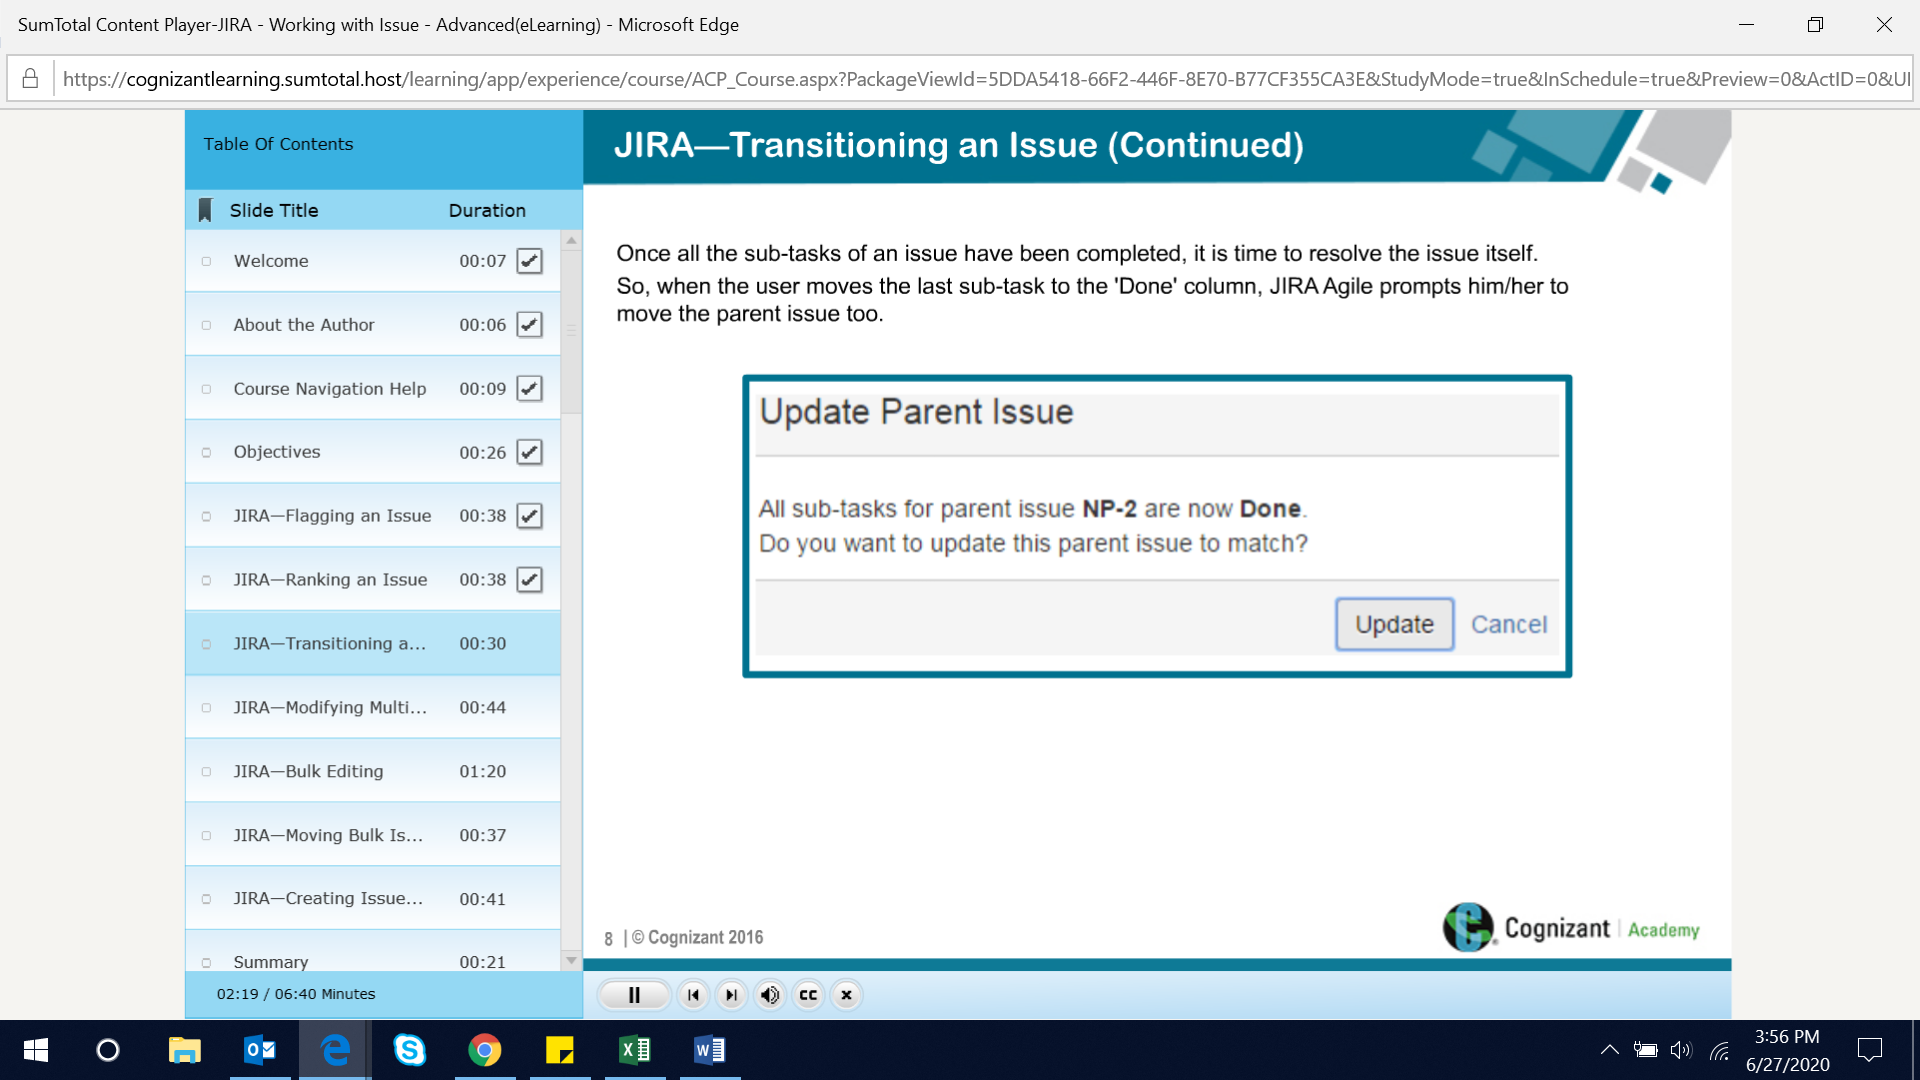 SumTotal Content Player-JIRA - Working with Issue - Advanced(eLearning) - Microsoft Edge
https://cognizantlearning.sumtotal.host/learning/app/experience/course/ACP_Course.aspx?PackageViewId=5DDA5418-66F2-446F-8E70-B77CF355CA3E&StudyMode=true&InSchedule=true&Preview=0&ActID=0&UI
Table Of Contents
Slide Title Duration
Welcome 00:07
About the Author 00:06
Course Navigation Help 00:09
Objectives 00:26
JIRA—Flagging an Issue 00:38
JIRA—Ranking an Issue 00:38
JIRA—Transitioning a... 00:30
JIRA—Modifying Multi... 00:44
JIRA—Bulk Editing 01:20
JIRA—Moving Bulk Is... 00:37
JIRA—Creating Issue... 00:41
Summary 00:21
02:19 / 06:40 Minutes
JIRA—Transitioning an Issue (Continued)
Once all the sub-tasks of an issue have been completed, it is time to resolve the issue itself.
So, when the user moves the last sub-task to the 'Done' column, JIRA Agile prompts him/her to
move the parent issue too.
Update Parent Issue
All sub-tasks for parent issue NP-2 are now Done.
Do you want to update this parent issue to match?
Update Cancel
8 | © Cognizant 2016
Cognizant | Academy
CC
3:56 PM
6/27/2020